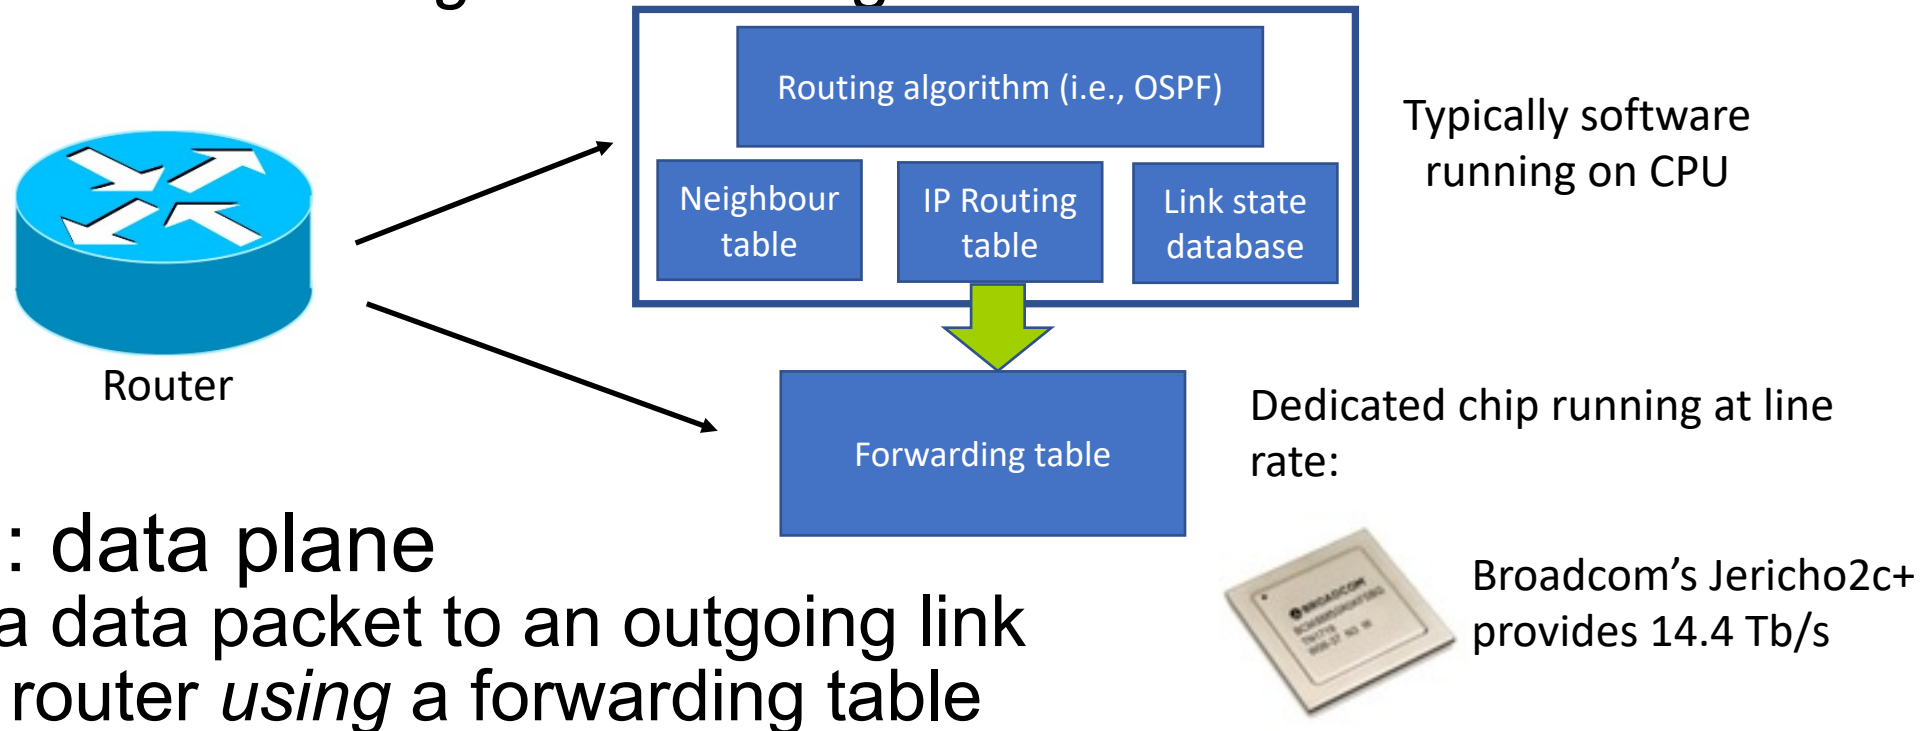 Routing algorithm (i.e., OSPF)
Neighbour
table
IP Routing
table
Link state
database
Typically software
running on CPU
Router
Forwarding table
Dedicated chip running at line
rate:
BROADCOM
Broadcom’s Jericho2c+
provides 14.4 Tb/s
: data plane
a data packet to an outgoing link
router using a forwarding table